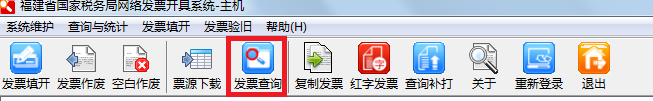 福建省国家税务局网络发票开具系统-主机
系统维护 查询与统计 发票填开 发票验旧 帮助(H)
发票填开 发票作废 空白作废 票源下载 发票查询 复制发票 红字发票 查询补打 关于 重新登录 退出